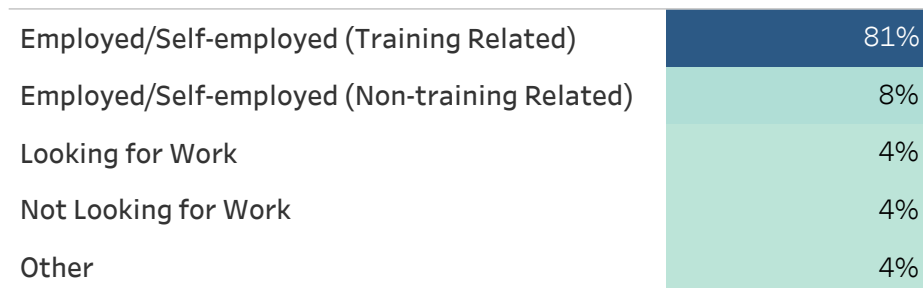 Employed/Self-employed (Training Related) 81%
Employed/Self-employed (Non-training Related) 8%
Looking for Work 4%
Not Looking for Work 4%
Other 4%